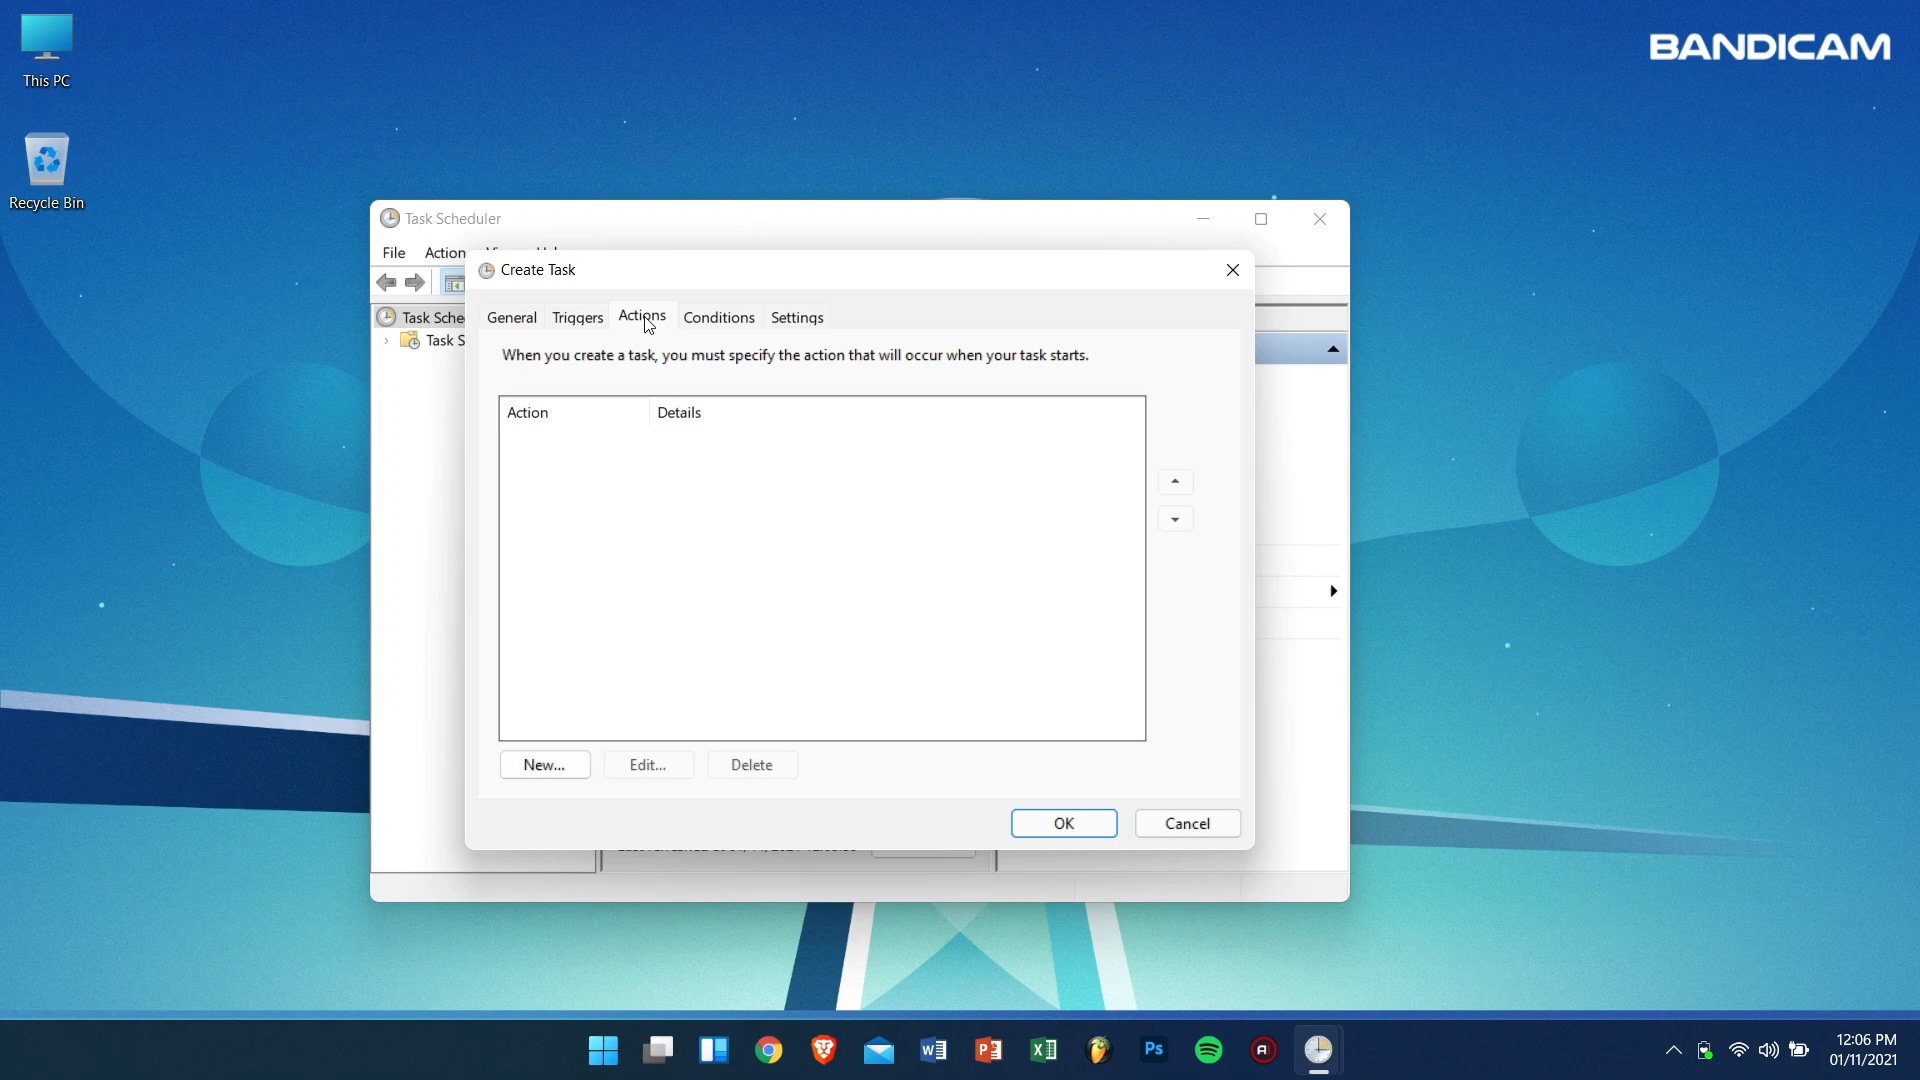 This PC
Recycle Bin
BANDICAM
Task Scheduler
File Action
Create Task
Task Sche
Task S
General Triggers Actions Conditions Settings
When you create a task, you must specify the action that will occur when your task starts.
Action Details
New... Edit... Delete
OK Cancel
12:06 PM
01/11/2021